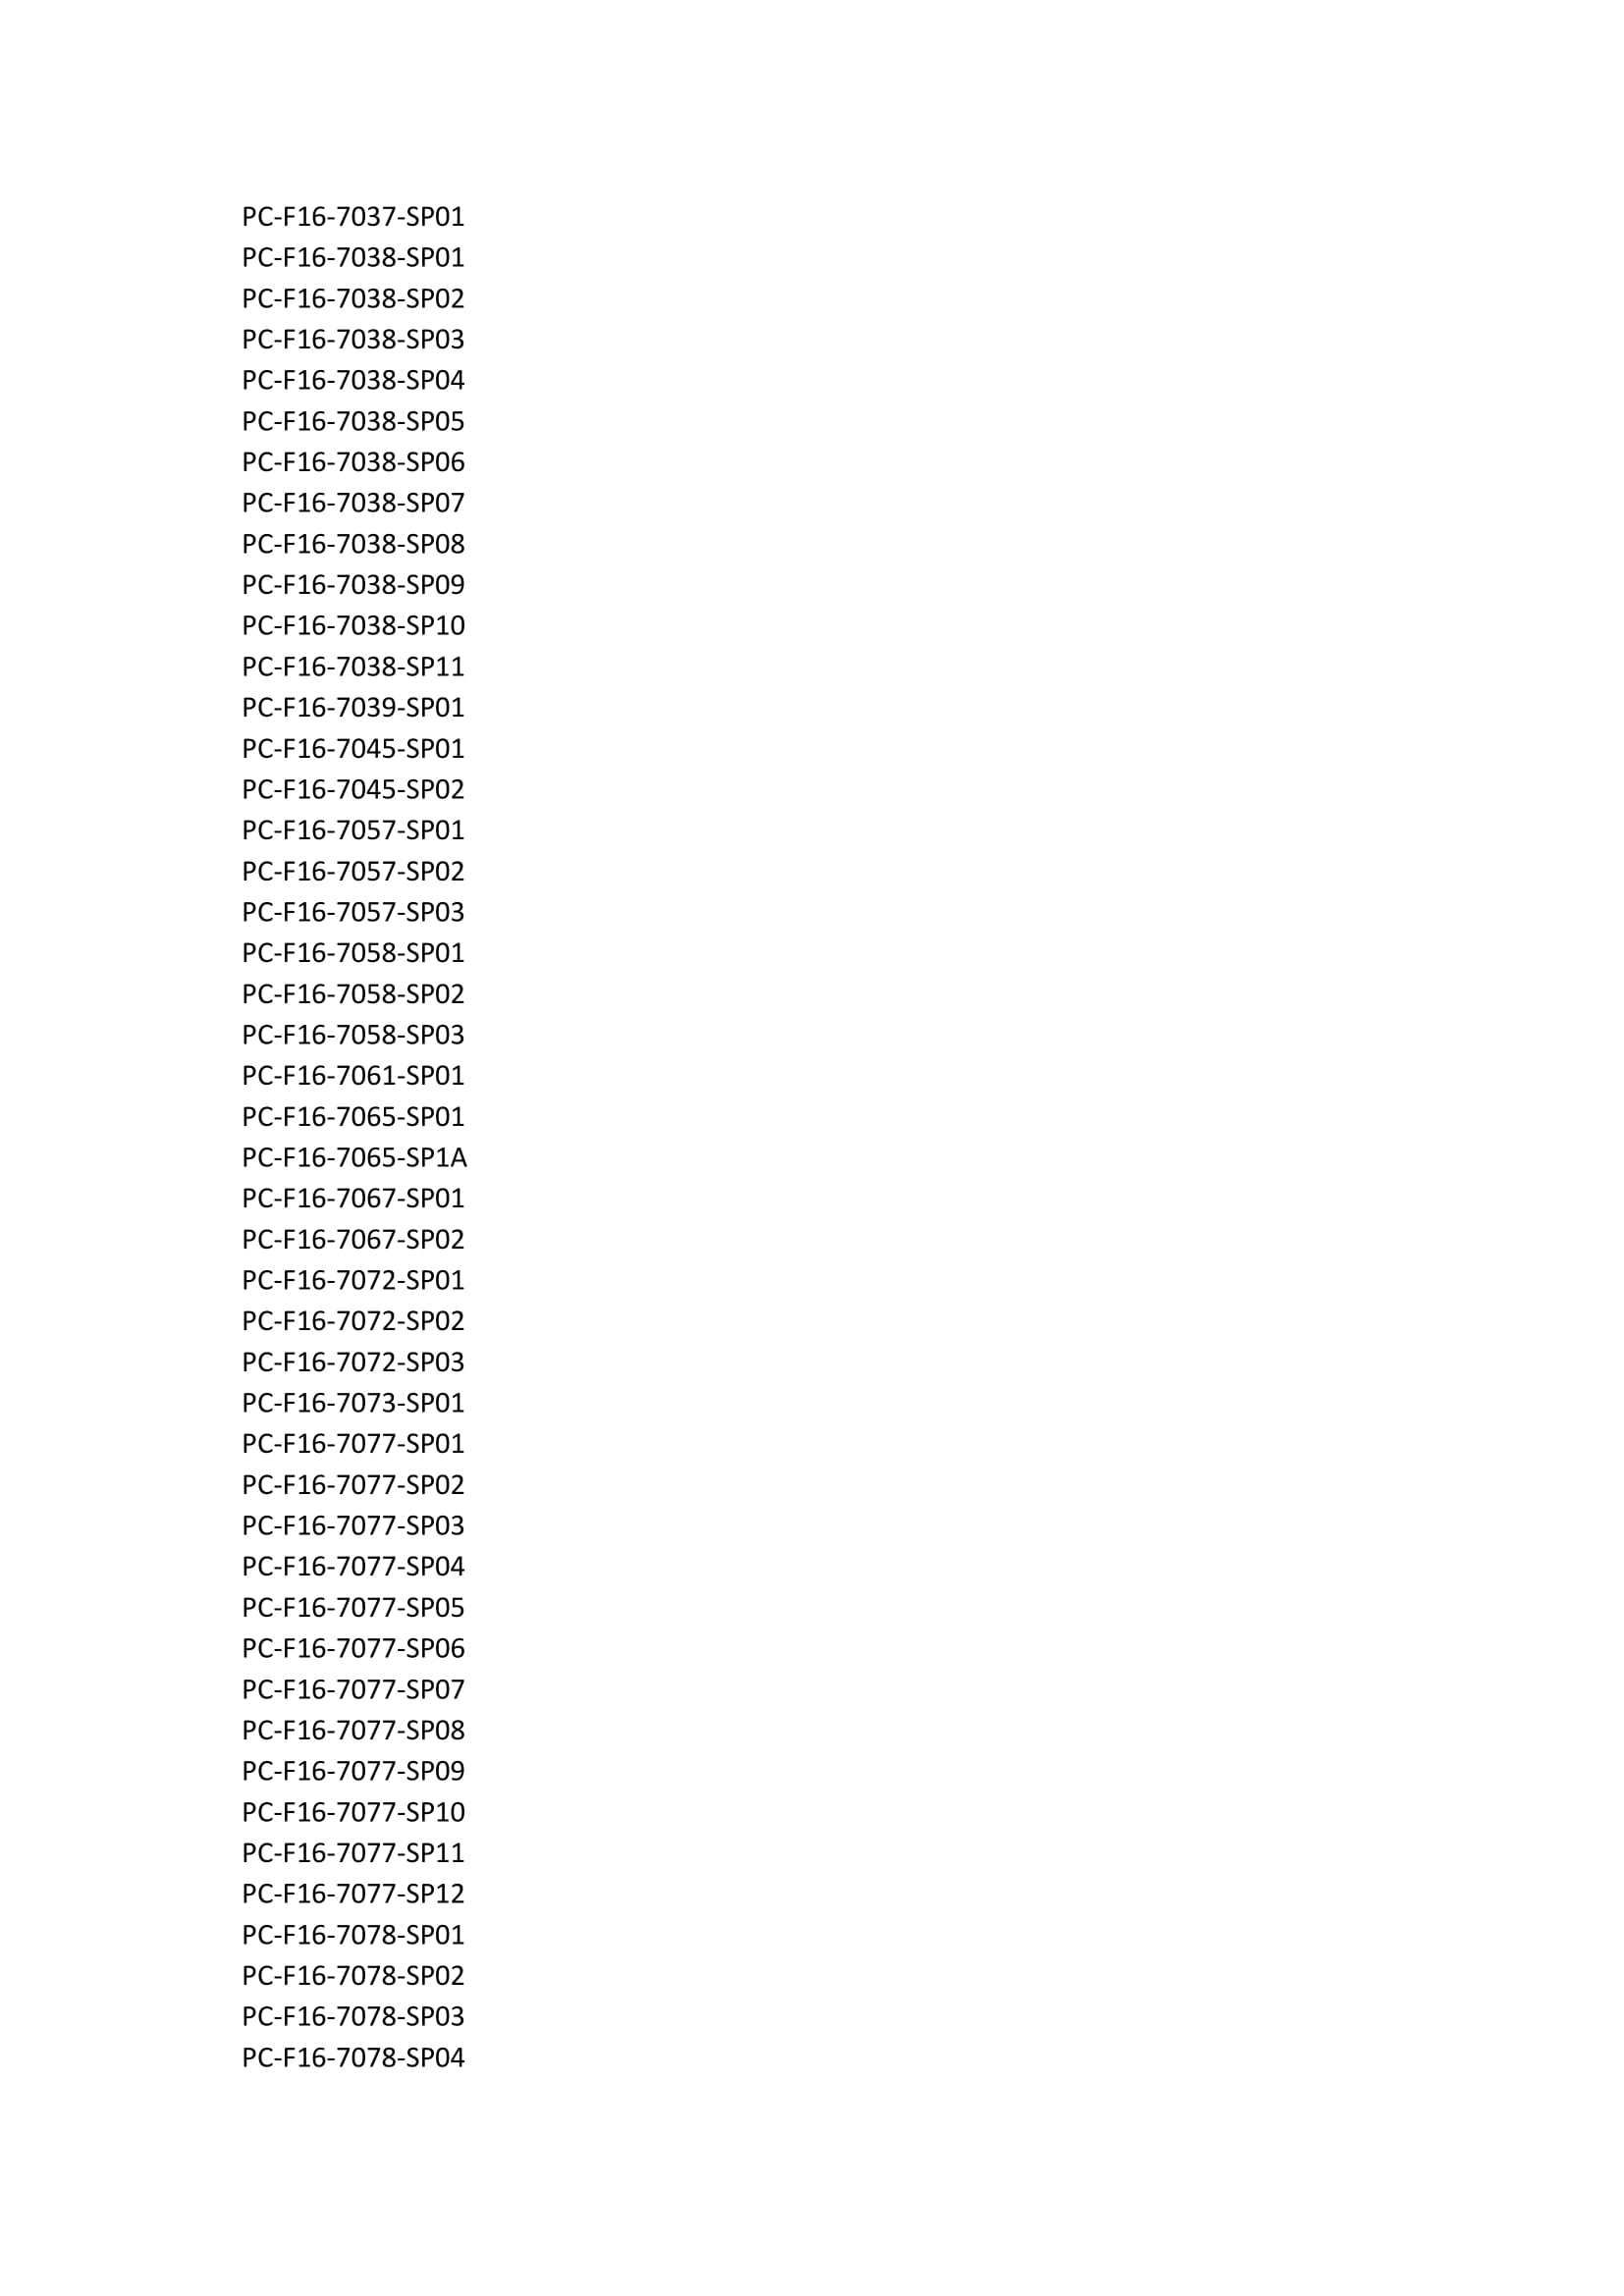 PC-F16-7037-SP01
PC-F16-7038-SP01
PC-F16-7038-SP02
PC-F16-7038-SP03
PC-F16-7038-SP04
PC-F16-7038-SP05
PC-F16-7038-SP06
PC-F16-7038-SP07
PC-F16-7038-SP08
PC-F16-7038-SP09
PC-F16-7038-SP10
PC-F16-7038-SP11
PC-F16-7039-SP01
PC-F16-7045-SP01
PC-F16-7045-SP02
PC-F16-7057-SP01
PC-F16-7057-SP02
PC-F16-7057-SP03
PC-F16-7058-SP01
PC-F16-7058-SP02
PC-F16-7058-SP03
PC-F16-7061-SP01
PC-F16-7065-SP01
PC-F16-7065-SP1A
PC-F16-7067-SP01
PC-F16-7067-SP02
PC-F16-7072-SP01
PC-F16-7072-SP02
PC-F16-7072-SP03
PC-F16-7073-SP01
PC-F16-7077-SP01
PC-F16-7077-SP02
PC-F16-7077-SP03
PC-F16-7077-SP04
PC-F16-7077-SP05
PC-F16-7077-SP06
PC-F16-7077-SP07
PC-F16-7077-SP08
PC-F16-7077-SP09
PC-F16-7077-SP10
PC-F16-7077-SP11
PC-F16-7077-SP12
PC-F16-7078-SP01
PC-F16-7078-SP02
PC-F16-7078-SP03
PC-F16-7078-SP04